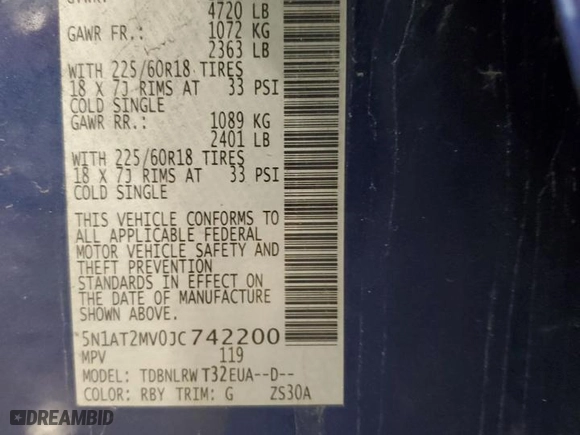 4720 LB
GAWR FR.: 1072 KG
2363 LB
WITH 225/60R18 TIRES
18 X 7J RIMS AT 33 PSI
COLD SINGLE
GAWR RR.: 1089 KG
2401 LB
WITH 225/60R18 TIRES
18 X 7J RIMS AT 33 PSI
COLD SINGLE
THIS VEHICLE CONFORMS TO
ALL APPLICABLE FEDERAL
MOTOR VEHICLE SAFETY AND
THEFT PREVENTION
STANDARDS IN EFFECT ON
THE DATE OF MANUFACTURE
SHOWN ABOVE.
5N1AT2MV0JC742200
MPV 119
MODEL: TDBNLRW T32EUA--D--
COLOR: RBY TRIM: G ZS30A
DREAMBID